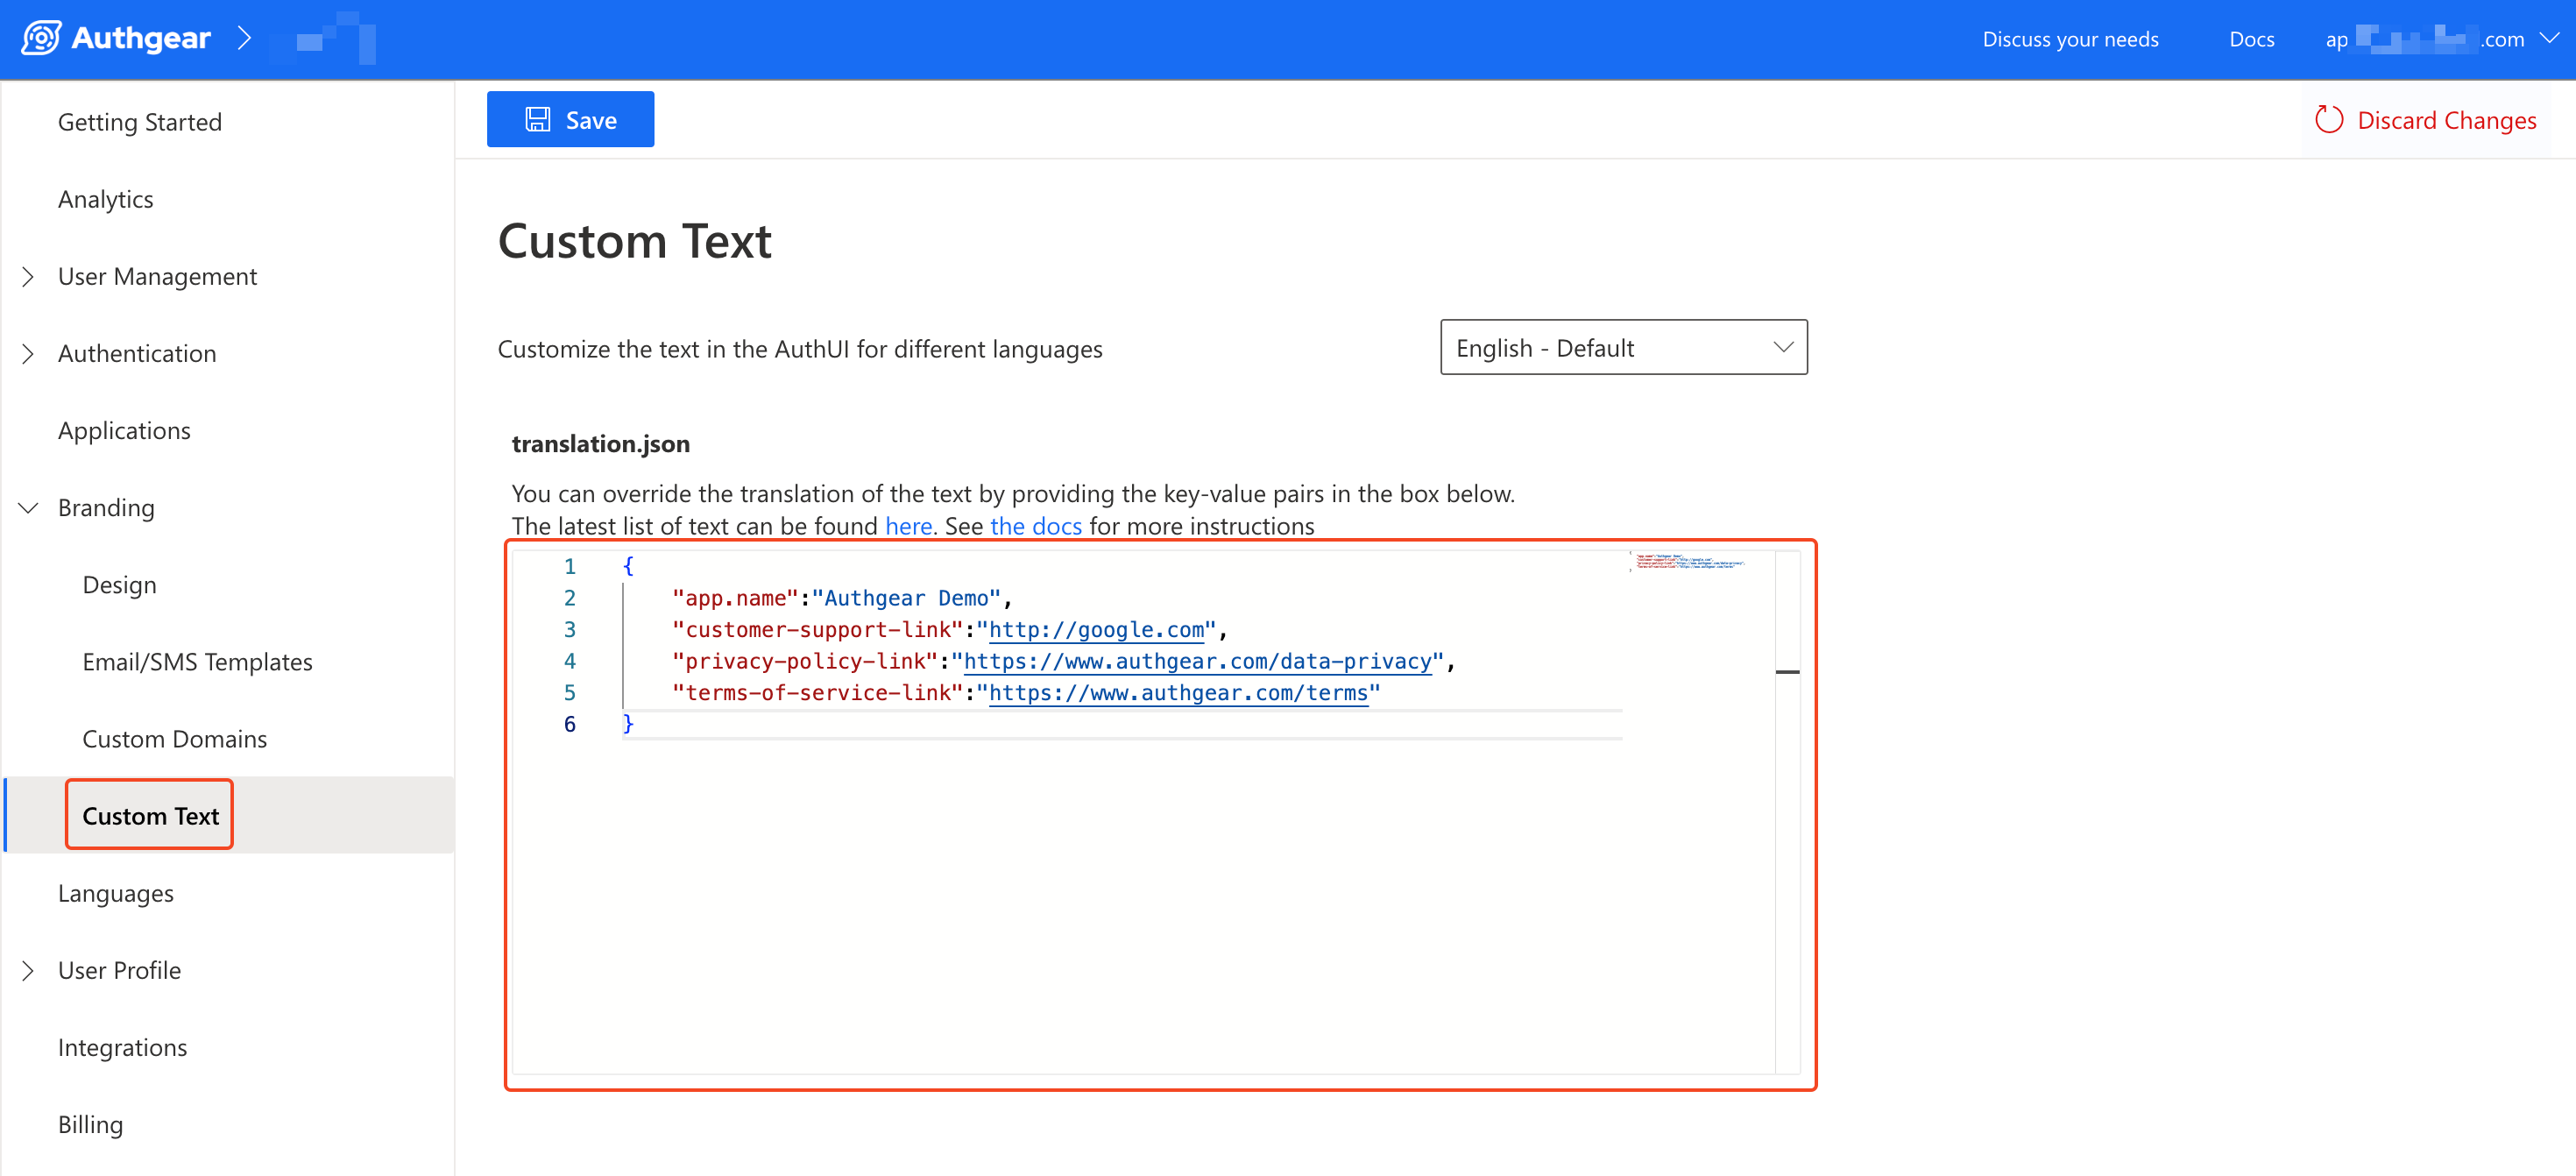 Authgear
Discuss your needs
Docs
ap
.com
Getting Started
Analytics
User Management
Authentication
Applications
Branding
Design
Email/SMS Templates
Custom Domains
Custom Text
Languages
User Profile
Integrations
Billing
Save
Discard Changes
Custom Text
Customize the text in the AuthUI for different languages
English - Default
translation.json
You can override the translation of the text by providing the key-value pairs in the box below.
The latest list of text can be found here. See the docs for more instructions
1 {
2 "app.name":"Authgear Demo",
3 "customer-support-link":"http://google.com",
4 "privacy-policy-link":"https://www.authgear.com/data-privacy",
5 "terms-of-service-link":"https://www.authgear.com/terms"
6 }